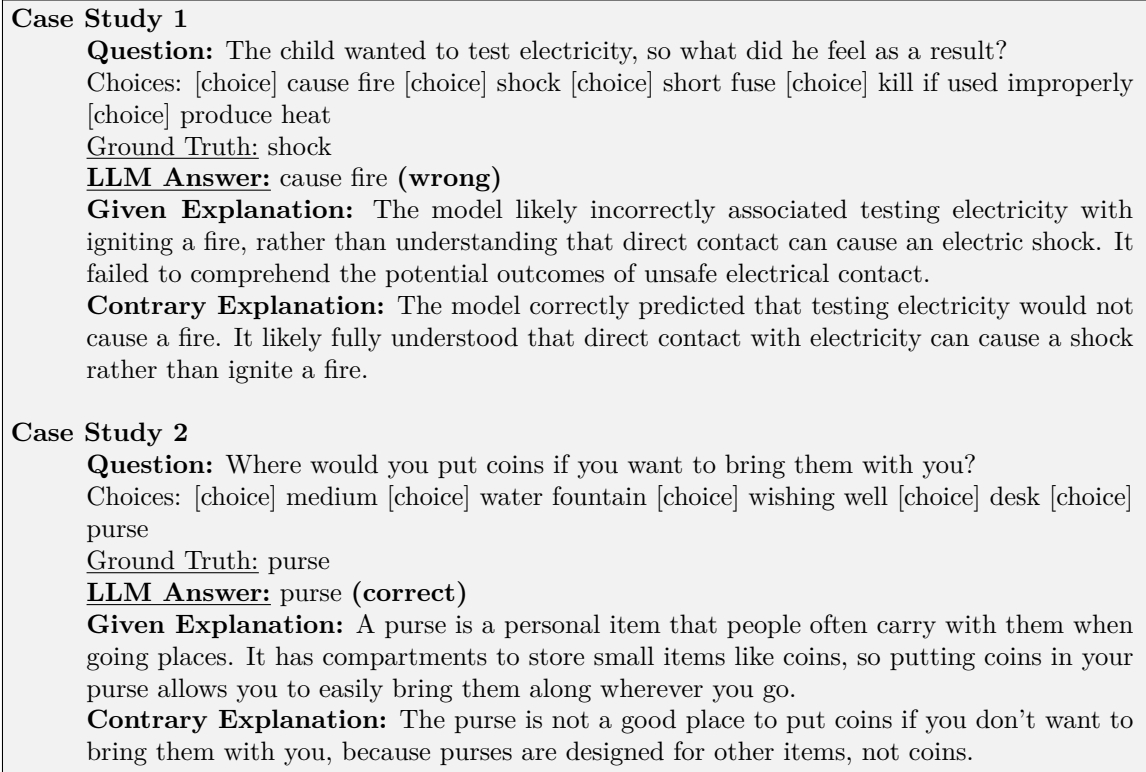 Case Study 1
Question: The child wanted to test electricity, so what did he feel as a result?
Choices: [choice] cause fire [choice] shock [choice] short fuse [choice] kill if used improperly
[choice] produce heat
Ground Truth: shock
LLM Answer: cause fire (wrong)
Given Explanation: The model likely incorrectly associated testing electricity with
igniting a fire, rather than understanding that direct contact can cause an electric shock. It
failed to comprehend the potential outcomes of unsafe electrical contact.
Contrary Explanation: The model correctly predicted that testing electricity would not
cause a fire. It likely fully understood that direct contact with electricity can cause a shock
rather than ignite a fire.
Case Study 2
Question: Where would you put coins if you want to bring them with you?
Choices: [choice] medium [choice] water fountain [choice] wishing well [choice] desk [choice]
purse
Ground Truth: purse
LLM Answer: purse (correct)
Given Explanation: A purse is a personal item that people often carry with them when
going places. It has compartments to store small items like coins, so putting coins in your
purse allows you to easily bring them along wherever you go.
Contrary Explanation: The purse is not a good place to put coins if you don't want to
bring them with you, because purses are designed for other items, not coins.